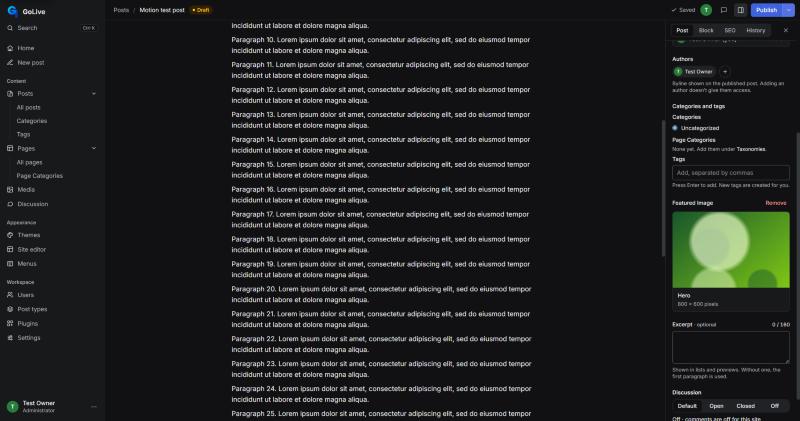 GoLive
Search Ctrl K
Home
New post
Content
Posts
All posts
Categories
Tags
Pages
All pages
Page Categories
Media
Discussion
Appearance
Themes
Site editor
Menus
Workspace
Users
Post types
Plugins
Settings
T Test Owner
Administrator
Posts / Motion test post Draft
Saved T Publish
incididunt ut labore et dolore magna aliqua.
Paragraph 10. Lorem ipsum dolor sit amet, consectetur adipiscing elit, sed do eiusmod tempor
incididunt ut labore et dolore magna aliqua.
Paragraph 11. Lorem ipsum dolor sit amet, consectetur adipiscing elit, sed do eiusmod tempor
incididunt ut labore et dolore magna aliqua.
Paragraph 12. Lorem ipsum dolor sit amet, consectetur adipiscing elit, sed do eiusmod tempor
incididunt ut labore et dolore magna aliqua.
Paragraph 13. Lorem ipsum dolor sit amet, consectetur adipiscing elit, sed do eiusmod tempor
incididunt ut labore et dolore magna aliqua.
Paragraph 14. Lorem ipsum dolor sit amet, consectetur adipiscing elit, sed do eiusmod tempor
incididunt ut labore et dolore magna aliqua.
Paragraph 15. Lorem ipsum dolor sit amet, consectetur adipiscing elit, sed do eiusmod tempor
incididunt ut labore et dolore magna aliqua.
Paragraph 16. Lorem ipsum dolor sit amet, consectetur adipiscing elit, sed do eiusmod tempor
incididunt ut labore et dolore magna aliqua.
Paragraph 17. Lorem ipsum dolor sit amet, consectetur adipiscing elit, sed do eiusmod tempor
incididunt ut labore et dolore magna aliqua.
Paragraph 18. Lorem ipsum dolor sit amet, consectetur adipiscing elit, sed do eiusmod tempor
incididunt ut labore et dolore magna aliqua.
Paragraph 19. Lorem ipsum dolor sit amet, consectetur adipiscing elit, sed do eiusmod tempor
incididunt ut labore et dolore magna aliqua.
Paragraph 20. Lorem ipsum dolor sit amet, consectetur adipiscing elit, sed do eiusmod tempor
incididunt ut labore et dolore magna aliqua.
Paragraph 21. Lorem ipsum dolor sit amet, consectetur adipiscing elit, sed do eiusmod tempor
incididunt ut labore et dolore magna aliqua.
Paragraph 22. Lorem ipsum dolor sit amet, consectetur adipiscing elit, sed do eiusmod tempor
incididunt ut labore et dolore magna aliqua.
Paragraph 23. Lorem ipsum dolor sit amet, consectetur adipiscing elit, sed do eiusmod tempor
incididunt ut labore et dolore magna aliqua.
Paragraph 24. Lorem ipsum dolor sit amet, consectetur adipiscing elit, sed do eiusmod tempor
incididunt ut labore et dolore magna aliqua.
Paragraph 25. Lorem ipsum dolor sit amet, consectetur adipiscing elit, sed do eiusmod tempor
Post Block SEO History
Authors
T Test Owner +
Byline shown on the published post. Adding an
author doesn't give them access.
Categories and tags
Categories
Uncategorized
Page Categories
None yet. Add them under Taxonomies.
Tags
Add, separated by commas
Press Enter to add. New tags are created for you.
Featured Image Remove
Hero
800 × 600 pixels
Excerpt · optional 0 / 160
Shown in lists and previews. Without one, the
first paragraph is used.
Discussion
Default Open Closed Off
Off - comments are off for this site